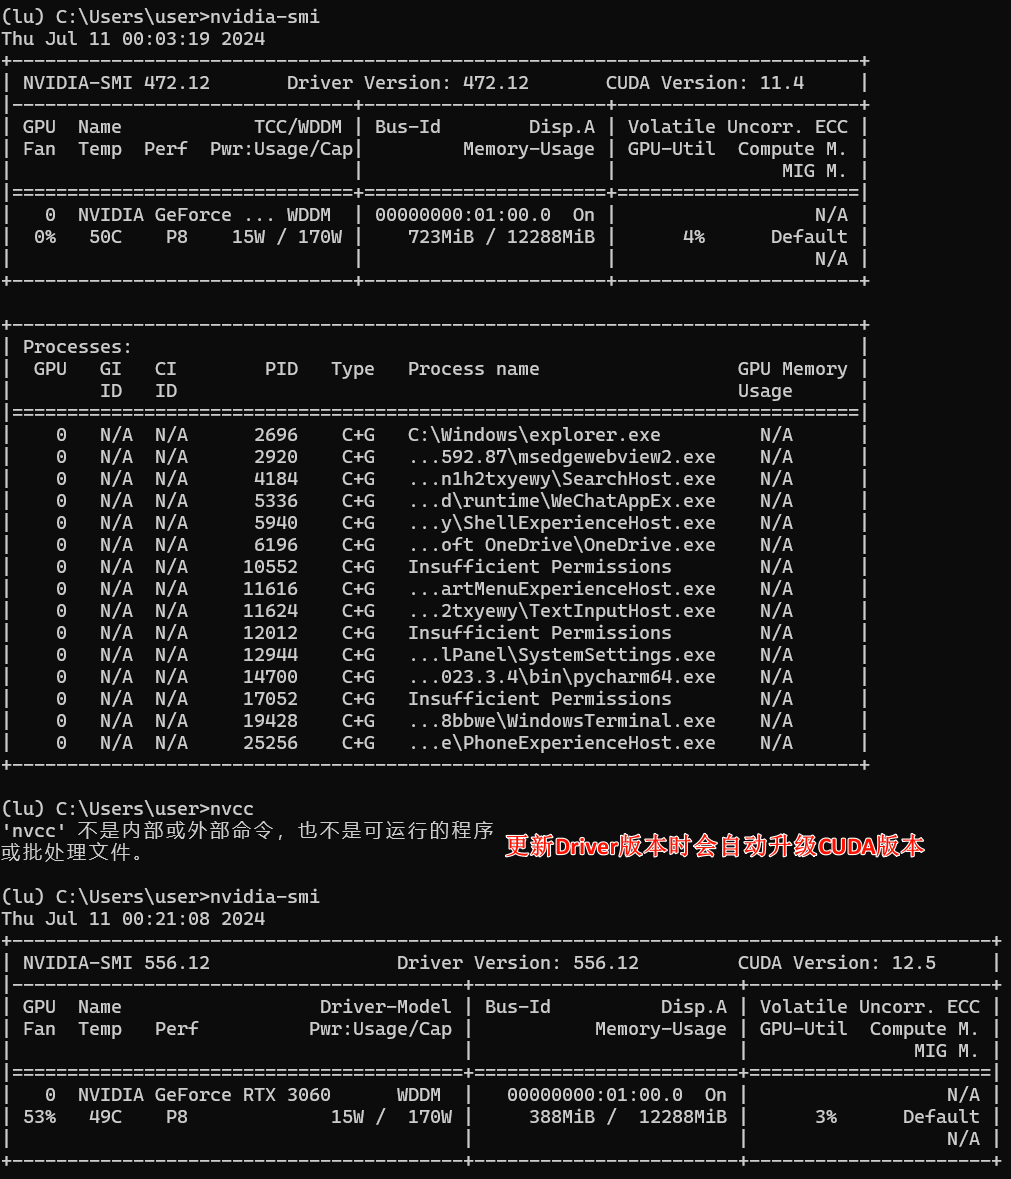 (lu) C:\Users\user>nvidia-smi
Thu Jul 11 00:03:19 2024
+-----------------------------------------------------------------------------+
| NVIDIA-SMI 472.12       Driver Version: 472.12       CUDA Version: 11.4     |
|-------------------------------+----------------------+----------------------+
| GPU  Name            TCC/WDDM | Bus-Id        Disp.A | Volatile Uncorr. ECC |
| Fan  Temp  Perf  Pwr:Usage/Cap|         Memory-Usage | GPU-Util  Compute M. |
|                               |                      |               MIG M. |
|===============================+======================+======================|
|   0  NVIDIA GeForce ... WDDM  | 00000000:01:00.0  On |                  N/A |
|  0%   50C    P8    15W / 170W |    723MiB / 12288MiB |      4%      Default |
|                               |                      |                  N/A |
+-------------------------------+----------------------+----------------------+
+-----------------------------------------------------------------------------+
| Processes:                                                                  |
|  GPU   GI   CI        PID   Type   Process name                  GPU Memory |
|        ID   ID                                                   Usage      |
|=============================================================================|
|    0   N/A  N/A      2696    C+G   C:\Windows\explorer.exe         N/A      |
|    0   N/A  N/A      2920    C+G   ...592.87\msedgewebview2.exe    N/A      |
|    0   N/A  N/A      4184    C+G   ...n1h2txyewy\SearchHost.exe    N/A      |
|    0   N/A  N/A      5336    C+G   ...d\runtime\WeChatAppEx.exe    N/A      |
|    0   N/A  N/A      5940    C+G   ...y\ShellExperienceHost.exe    N/A      |
|    0   N/A  N/A      6196    C+G   ...oft OneDrive\OneDrive.exe    N/A      |
|    0   N/A  N/A     10552    C+G   Insufficient Permissions        N/A      |
|    0   N/A  N/A     11616    C+G   ...artMenuExperienceHost.exe    N/A      |
|    0   N/A  N/A     11624    C+G   ...2txyewy\TextInputHost.exe    N/A      |
|    0   N/A  N/A     12012    C+G   Insufficient Permissions        N/A      |
|    0   N/A  N/A     12944    C+G   ...lPanel\SystemSettings.exe    N/A      |
|    0   N/A  N/A     14700    C+G   ...023.3.4\bin\pycharm64.exe    N/A      |
|    0   N/A  N/A     17052    C+G   Insufficient Permissions        N/A      |
|    0   N/A  N/A     19428    C+G   ...8bbwe\WindowsTerminal.exe    N/A      |
|    0   N/A  N/A     25256    C+G   ...e\PhoneExperienceHost.exe    N/A      |
+-----------------------------------------------------------------------------+
(lu) C:\Users\user>nvcc
'nvcc' 不是内部或外部命令，也不是可运行的程序
或批处理文件。
更新Driver版本时会自动升级CUDA版本
(lu) C:\Users\user>nvidia-smi
Thu Jul 11 00:21:08 2024
+-----------------------------------------------------------------------------------------+
| NVIDIA-SMI 556.12                 Driver Version: 556.12         CUDA Version: 12.5     |
|-----------------------------------------+------------------------+----------------------+
| GPU  Name                  Driver-Model | Bus-Id          Disp.A | Volatile Uncorr. ECC |
| Fan  Temp   Perf          Pwr:Usage/Cap |           Memory-Usage | GPU-Util  Compute M. |
|                                         |                        |               MIG M. |
|=========================================+========================+======================|
|   0  NVIDIA GeForce RTX 3060      WDDM  |   00000000:01:00.0  On |                  N/A |
| 53%   49C    P8             15W /  170W |     388MiB /  12288MiB |      3%      Default |
|                                         |                        |                  N/A |
+-----------------------------------------+------------------------+----------------------+